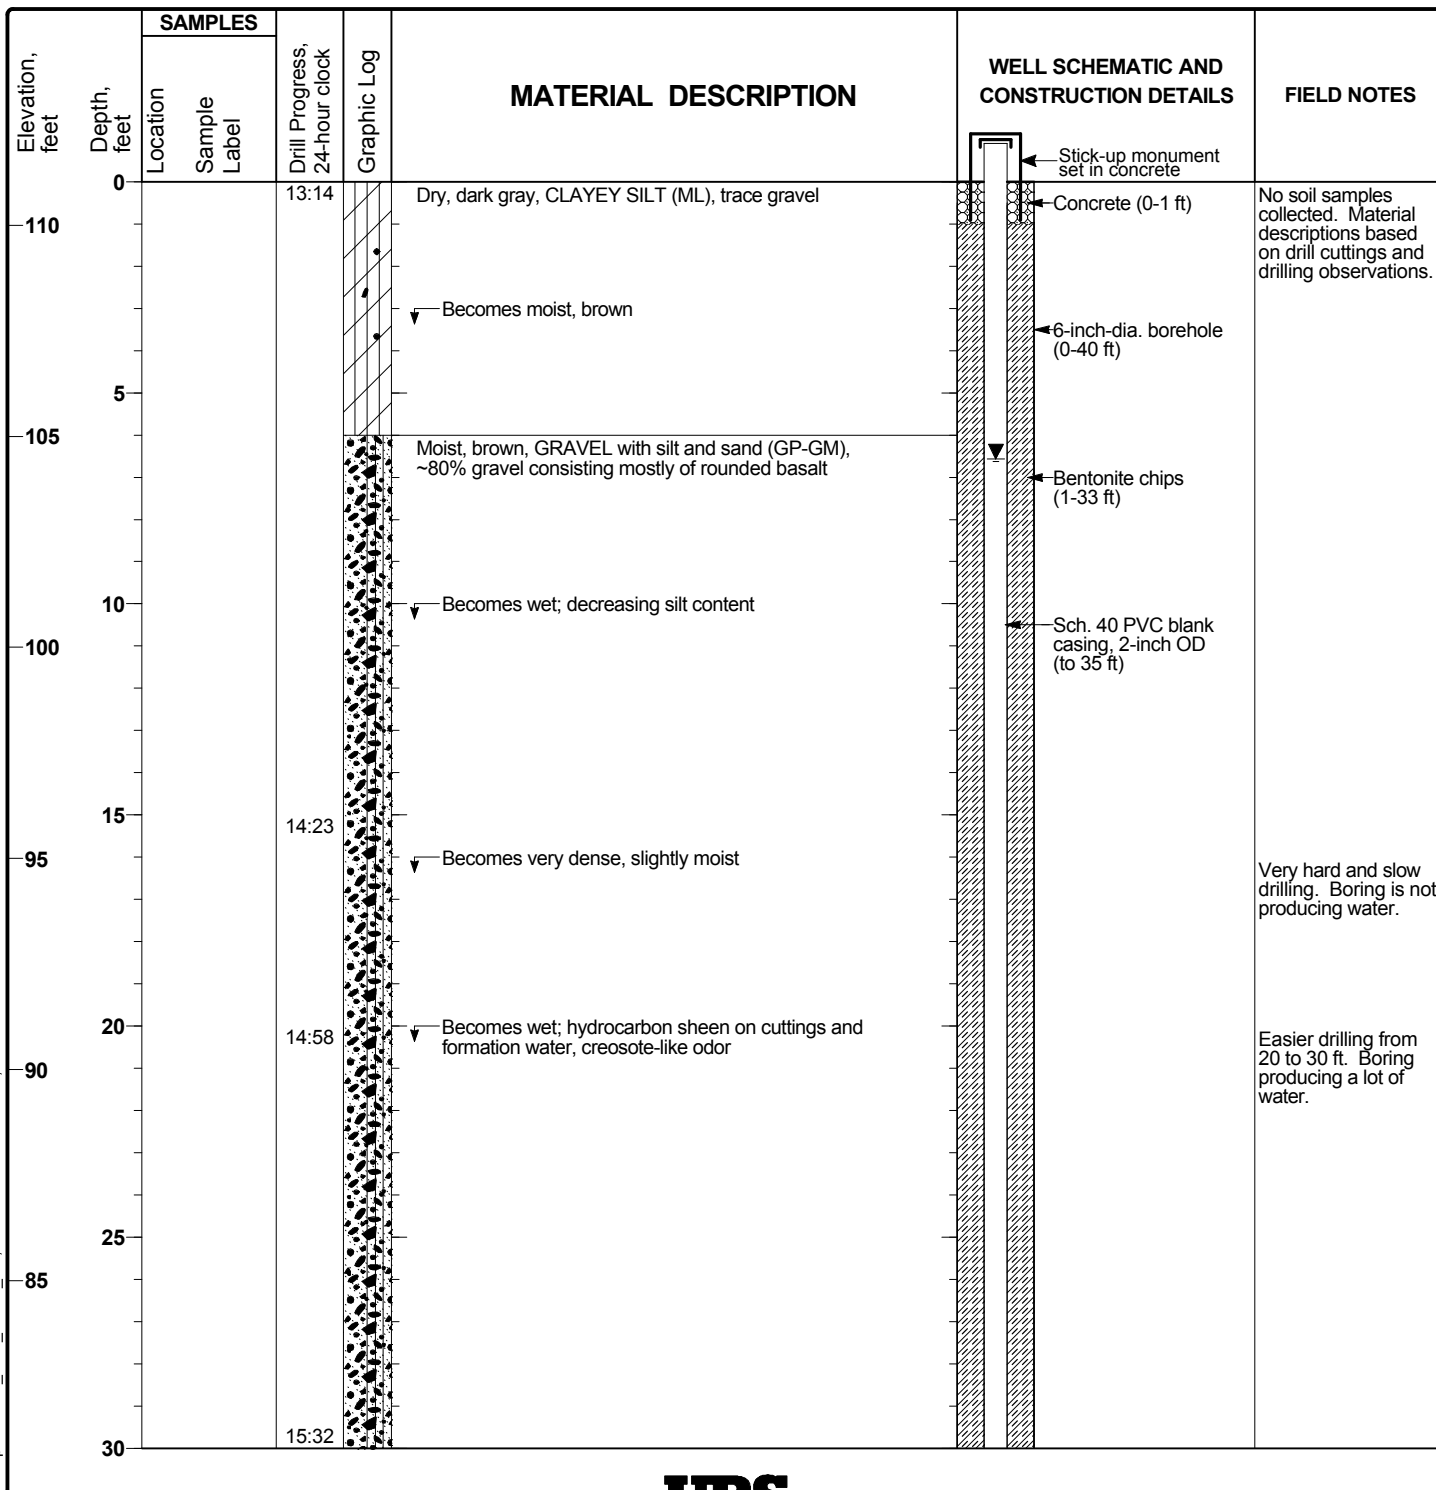 SAMPLES
Elevation,
feet
Depth,
feet
Location
Sample
Label
Drill Progress,
24-hour clock
Graphic Log
MATERIAL DESCRIPTION
WELL SCHEMATIC AND
CONSTRUCTION DETAILS
FIELD NOTES
Stick-up monument
set in concrete
0
13:14
Dry, dark gray, CLAYEY SILT (ML), trace gravel
Concrete (0-1 ft)
No soil samples
collected. Material
descriptions based
on drill cuttings and
drilling observations.
110
Becomes moist, brown
6-inch-dia. borehole
(0-40 ft)
5
105
Moist, brown, GRAVEL with silt and sand (GP-GM),
~80% gravel consisting mostly of rounded basalt
Bentonite chips
(1-33 ft)
10
Becomes wet; decreasing silt content
Sch. 40 PVC blank
casing, 2-inch OD
(to 35 ft)
100
15
14:23
95
Becomes very dense, slightly moist
Very hard and slow
drilling. Boring is not
producing water.
20
14:58
Becomes wet; hydrocarbon sheen on cuttings and
formation water, creosote-like odor
Easier drilling from
20 to 30 ft. Boring
producing a lot of
water.
90
25
85
15:32
30
URS